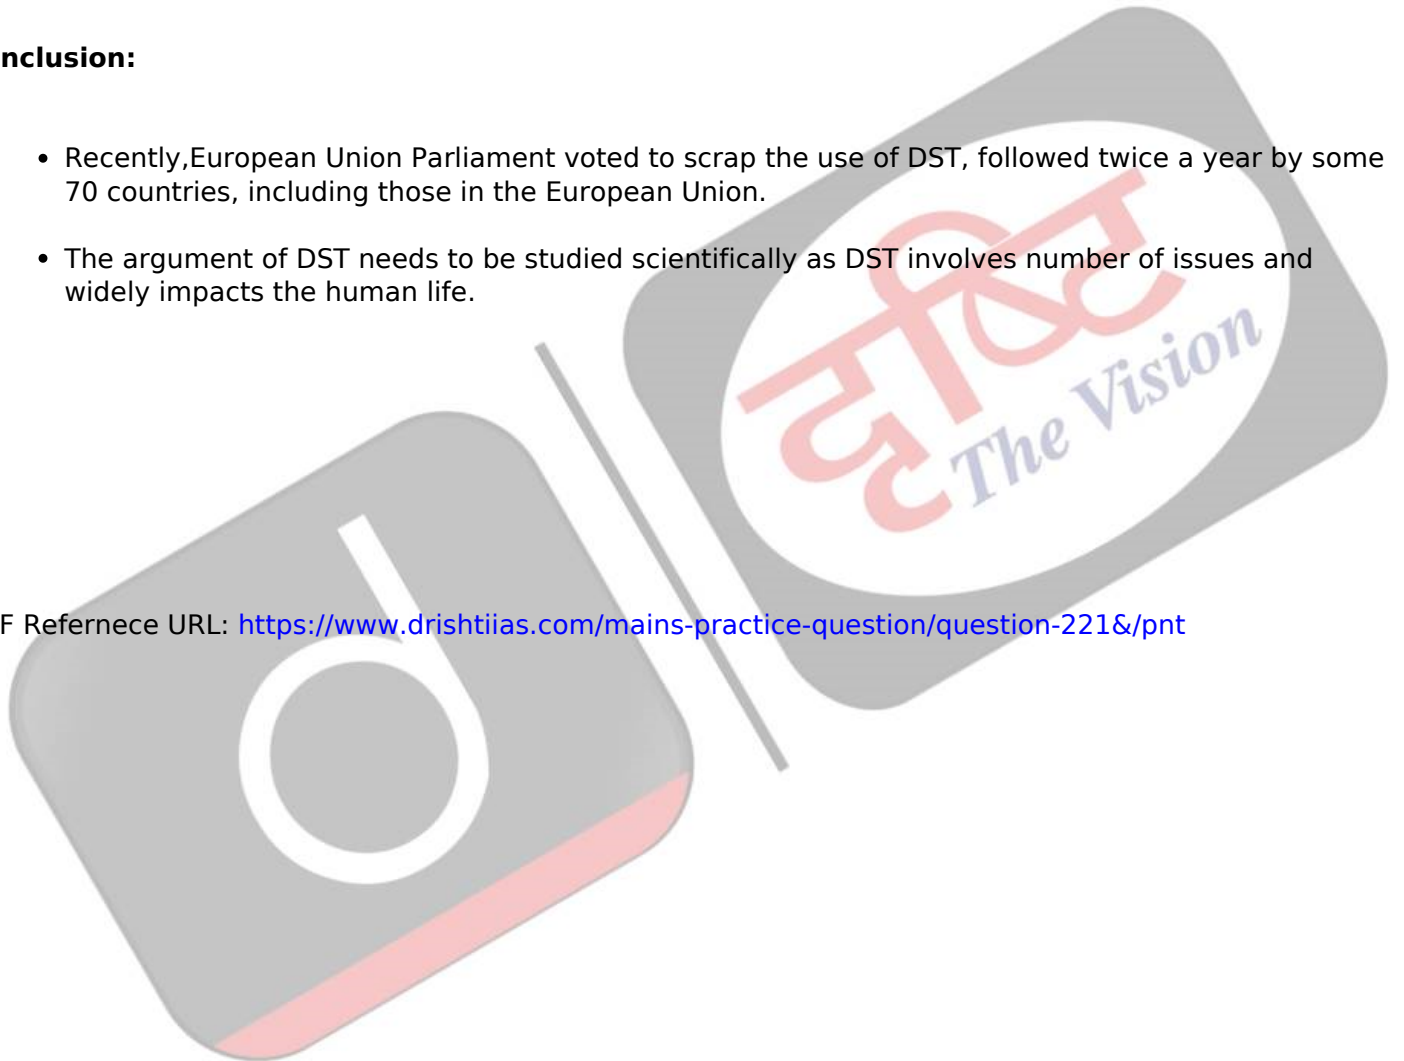 nclusion:
• Recently,European Union Parliament voted to scrap the use of DST, followed twice a year by some
70 countries, including those in the European Union.
• The argument of DST needs to be studied scientifically as DST involves number of issues and
widely impacts the human life.
दृष्टि
The Vision
d
F Refernece URL: https://www.drishtiias.com/mains-practice-question/question-221&/pnt